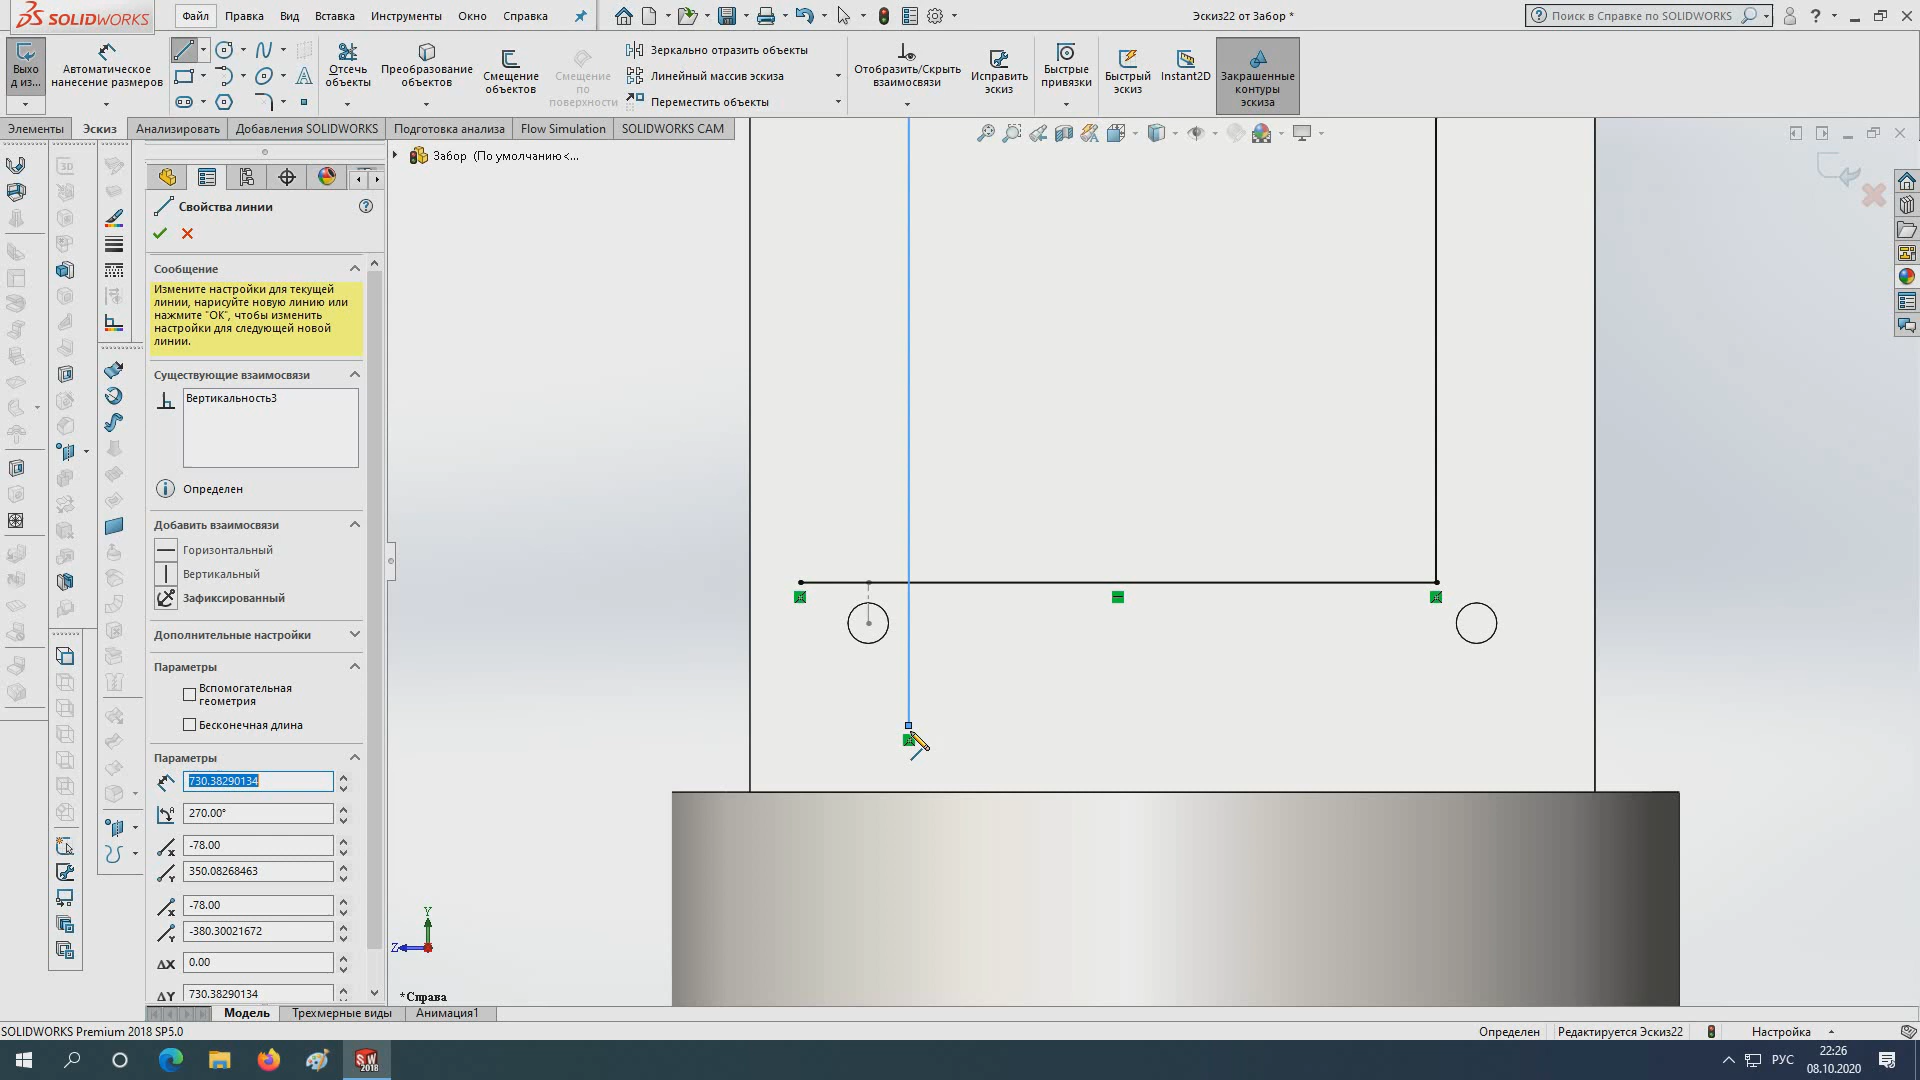 SOLIDWORKS
Файл
Правка
Вид
Вставка
Инструменты
Окно
Справка
Эскиз22 от Забор *
Поиск в Справке по SOLIDWORKS
Выхо
д из...
Автоматическое
нанесение размеров
Отсечь
объекты
Преобразование
объектов
Смещение
объектов
Смещение
по
поверхности
Зеркально отразить объекты
Линейный массив эскиза
Переместить объекты
Отобразить/Скрыть
взаимосвязи
Исправить
эскиз
Быстрые
привязки
Быстрый
эскиз
Instant2D
Закрашенные
контуры
эскиза
Элементы
Эскиз
Анализировать
Добавления SOLIDWORKS
Подготовка анализа
Flow Simulation
SOLIDWORKS CAM
Забор (По умолчанию<...
Свойства линии
Сообщение
Измените настройки для текущей
линии, нарисуйте новую линию или
нажмите "ОК", чтобы изменить
настройки для следующей новой
линии.
Существующие взаимосвязи
Вертикальность3
Определен
Добавить взаимосвязи
Горизонтальный
Вертикальный
Зафиксированный
Дополнительные настройки
Параметры
Вспомогательная
геометрия
Бесконечная длина
Параметры
730.38290134
270.00°
-78.00
350.08268463
-78.00
-380.30021672
ΔX
0.00
ΔY
730.38290134
Y
Z
*Справа
Модель
Трехмерные виды
Анимация1
SOLIDWORKS Premium 2018 SP5.0
Определен
Редактируется Эскиз22
Настройка
РУС
22:26
08.10.2020